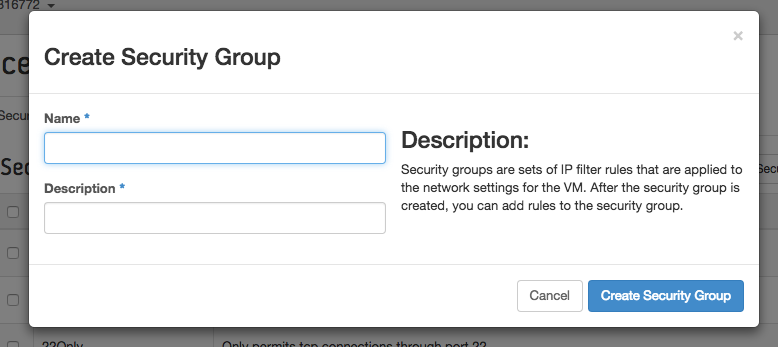 316772
ce
Create Security Group
×
Secur
Sec
Name *
Description *
Description:
Security groups are sets of IP filter rules that are applied to
the network settings for the VM. After the security group is
created, you can add rules to the security group.
Secu
Cancel
Create Security Group
22Only
Only permits tcp connections through port 22